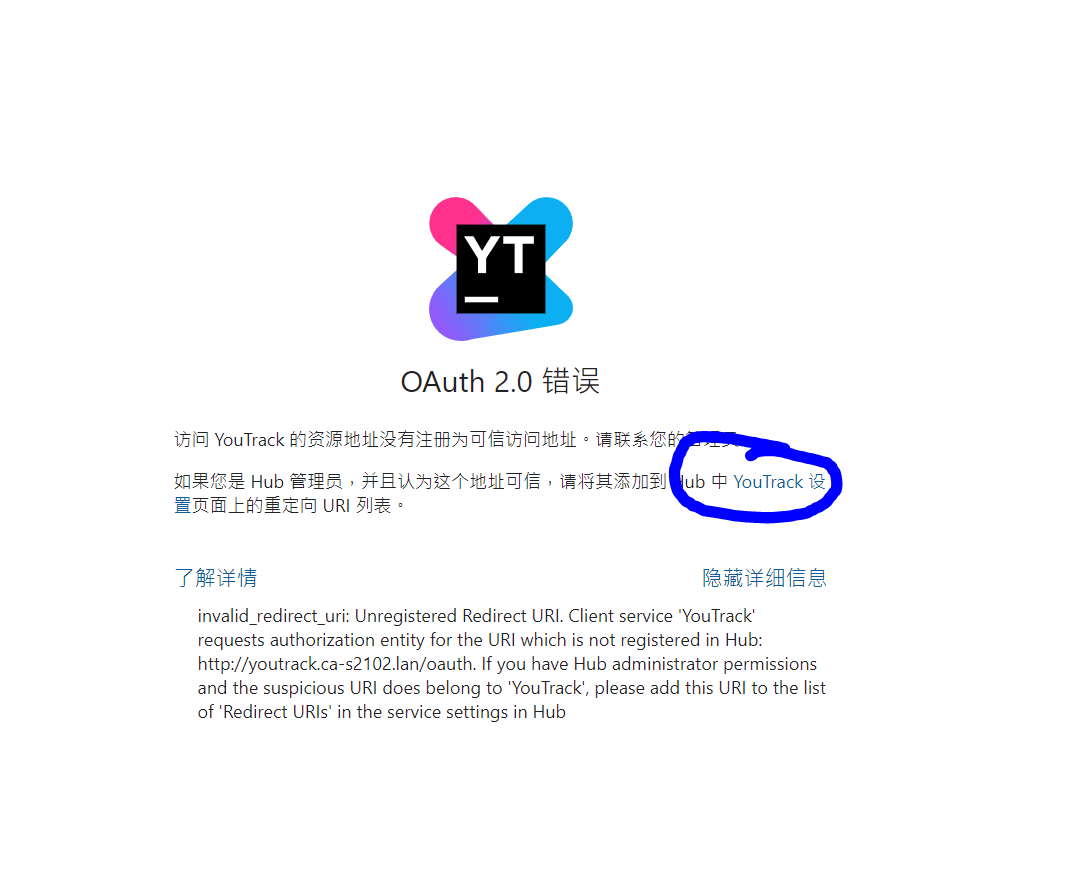 YT
OAuth 2.0 错误
访问 YouTrack 的资源地址没有注册为可信访问地址。请联系您的管理员。
如果您是 Hub 管理员，并且认为这个地址可信，请将其添加到 Hub 中 YouTrack 设
置页面上的重定向 URI 列表。
了解详情 隐藏详细信息
invalid_redirect_uri: Unregistered Redirect URI. Client service 'YouTrack'
requests authorization entity for the URI which is not registered in Hub:
http://youtrack.ca-s2102.lan/oauth. If you have Hub administrator permissions
and the suspicious URI does belong to 'YouTrack', please add this URI to the list
of 'Redirect URIs' in the service settings in Hub